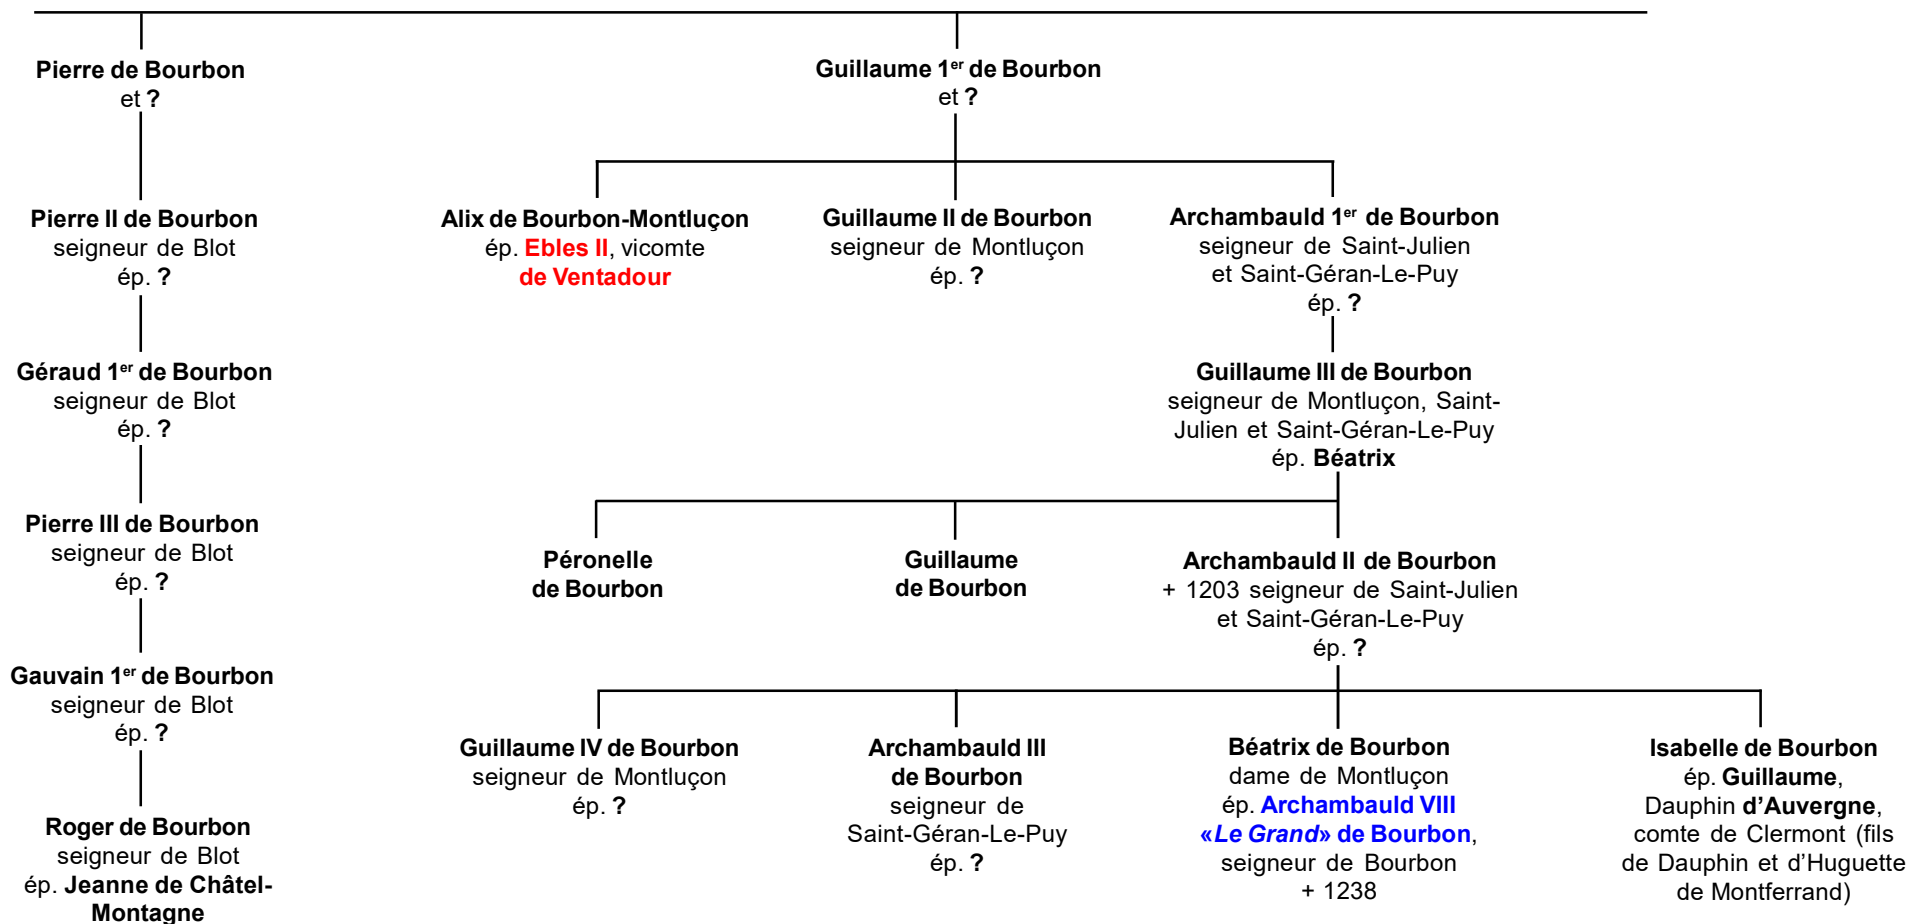 Pierre de Bourbon
et ?
Guillaume 1er de Bourbon
et ?
Pierre II de Bourbon
seigneur de Blot
ép. ?
Alix de Bourbon-Montluçon
ép. Ebles II, vicomte
de Ventadour
Guillaume II de Bourbon
seigneur de Montluçon
ép. ?
Archambauld 1er de Bourbon
seigneur de Saint-Julien
et Saint-Géran-Le-Puy
ép. ?
Géraud 1er de Bourbon
seigneur de Blot
ép. ?
Guillaume III de Bourbon
seigneur de Montluçon, Saint-
Julien et Saint-Géran-Le-Puy
ép. Béatrix
Pierre III de Bourbon
seigneur de Blot
ép. ?
Péronelle
de Bourbon
Guillaume
de Bourbon
Archambauld II de Bourbon
+ 1203 seigneur de Saint-Julien
et Saint-Géran-Le-Puy
ép. ?
Gauvain 1er de Bourbon
seigneur de Blot
ép. ?
Guillaume IV de Bourbon
seigneur de Montluçon
ép. ?
Archambauld III
de Bourbon
seigneur de
Saint-Géran-Le-Puy
ép. ?
Béatrix de Bourbon
dame de Montluçon
ép. Archambauld VIII
«Le Grand» de Bourbon,
seigneur de Bourbon
+ 1238
Isabelle de Bourbon
ép. Guillaume,
Dauphin d'Auvergne,
comte de Clermont (fils
de Dauphin et d'Huguette
de Montferrand)
Roger de Bourbon
seigneur de Blot
ép. Jeanne de Châtel-
Montagne